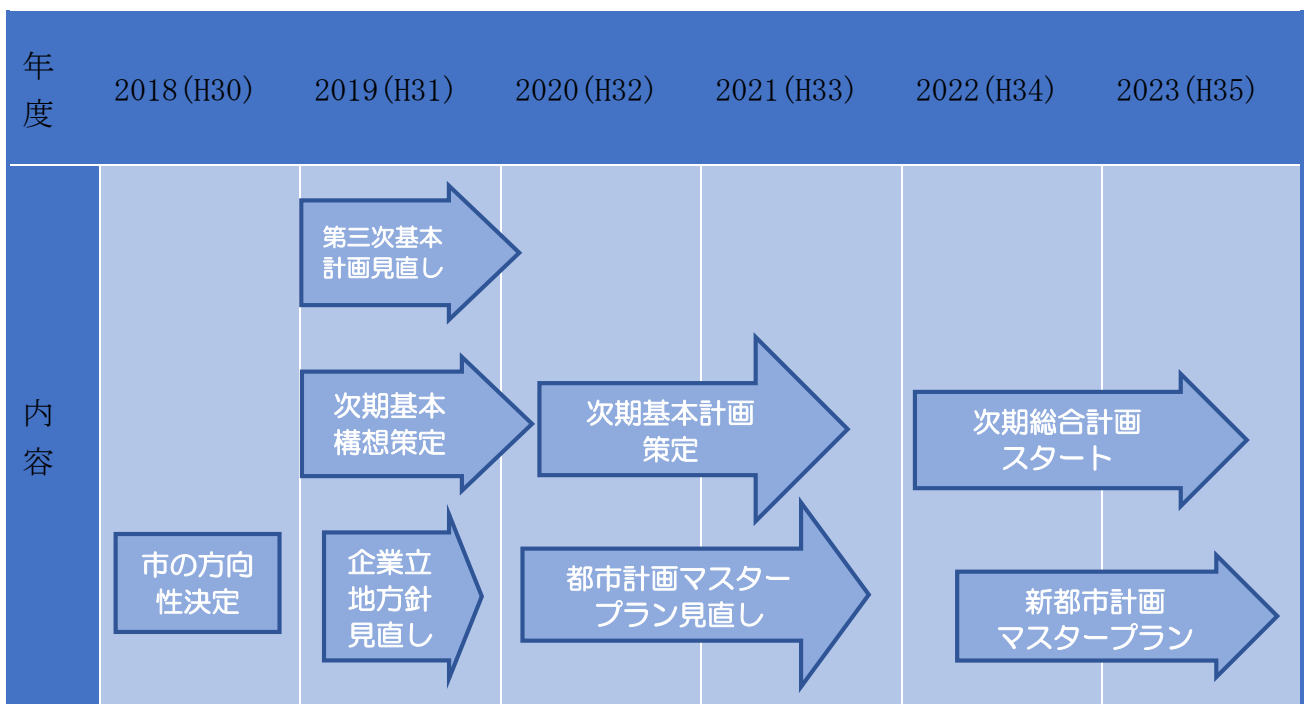 年度
2018(H30)
2019(H31)
2020(H32)
2021(H33)
2022(H34)
2023(H35)
内容
第三次基本
計画見直し
次期基本
構想策定
次期基本計画
策定
次期総合計画
スタート
市の方向
性決定
企業立
地方針
見直し
都市計画マスター
プラン見直し
新都市計画
マスタープラン